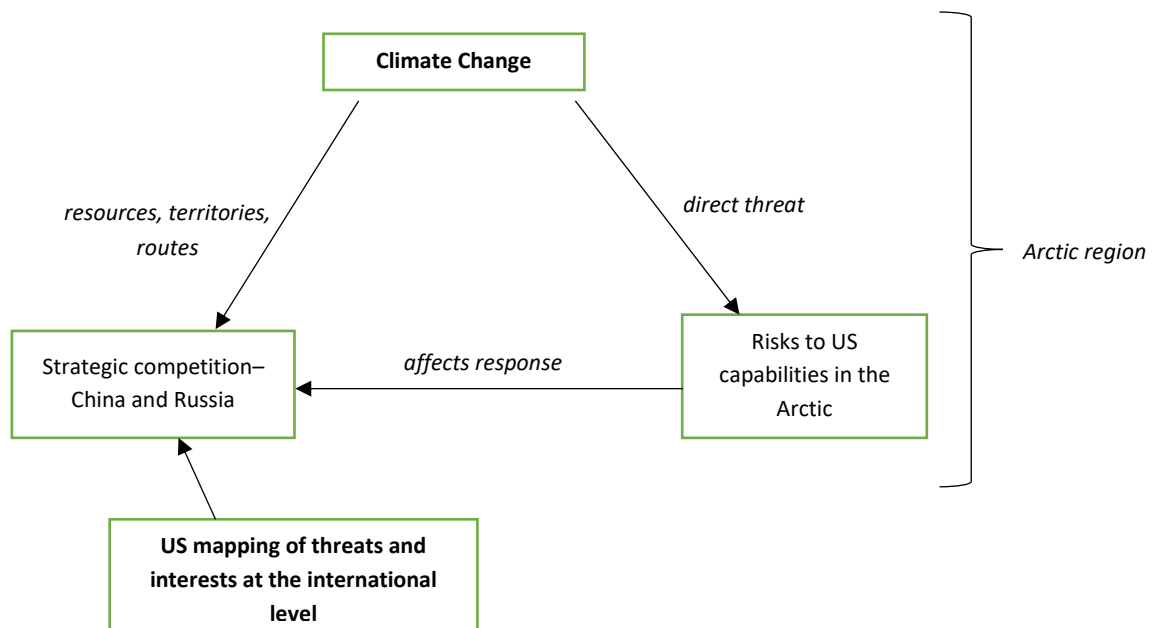 Climate Change
resources, territories,
routes
direct threat
Arctic region
Strategic competition–
China and Russia
affects response
Risks to US
capabilities in the
Arctic
US mapping of threats and
interests at the international
level